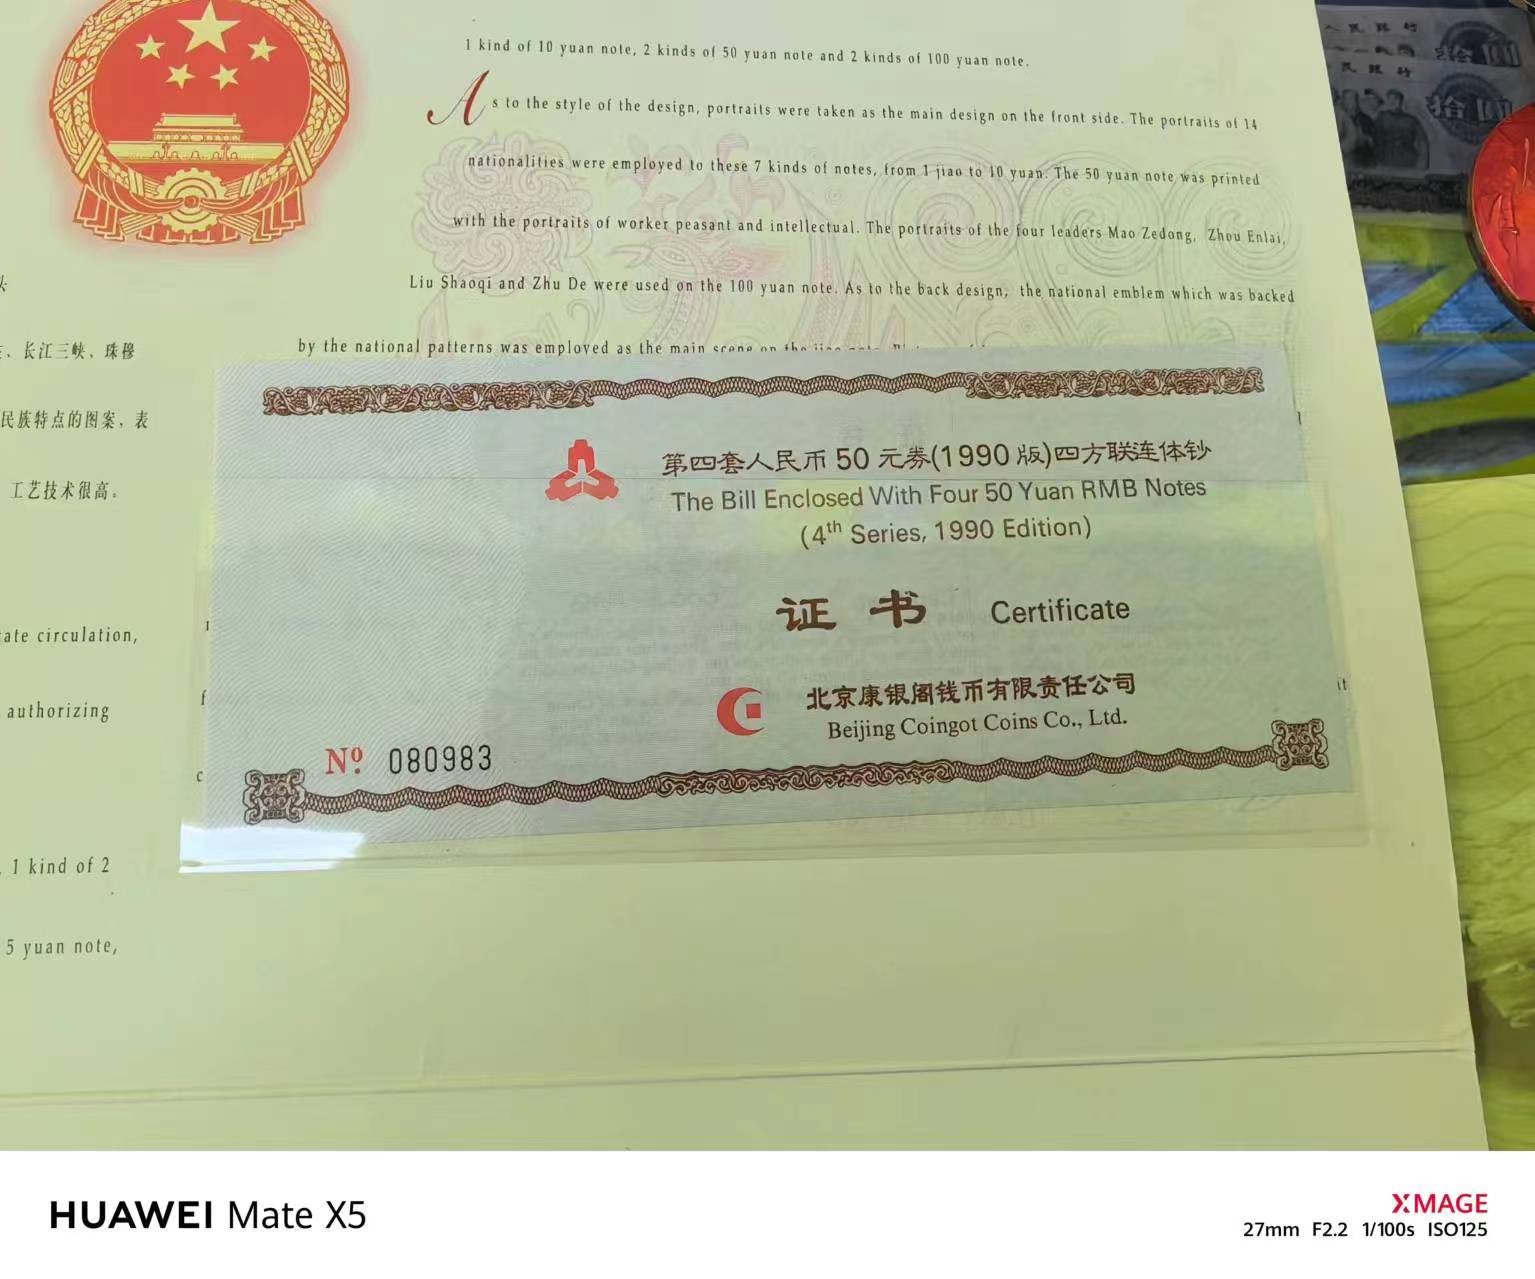 1 kind of 10 yuan note, 2 kinds of 50 yuan note and 2 kinds of 100 yuan note.
As to the style of the design, portraits were taken as the main design on the front side. The portraits of 14
nationalities were employed to these 7 kinds of notes, from 1 jiao to 10 yuan. The 50 yuan note was printed
with the portraits of worker peasant and intellectual. The portraits of the four leaders Mao Zedong, Zhou Enlai,
Liu Shaoqi and Zhu De were used on the 100 yuan note. As to the back design, the national emblem which was backed
by the national patterns was employed as the main scene on the
、长江三峡、珠穆
民族特点的图案、表
工艺技术很高。
circulation,
authorizing
, 1 kind of 2
5 yuan note,
第四套人民币 50 元券(1990 版)四方联连体钞
The Bill Enclosed With Four 50 Yuan RMB Notes
(4th Series, 1990 Edition)
证 书 Certificate
北京康银阁钱币有限责任公司
Beijing Coingot Coins Co., Ltd.
Nº 080983
拾圆
拾圆
HUAWEI Mate X5
XMAGE
27mm F2.2 1/100s ISO125